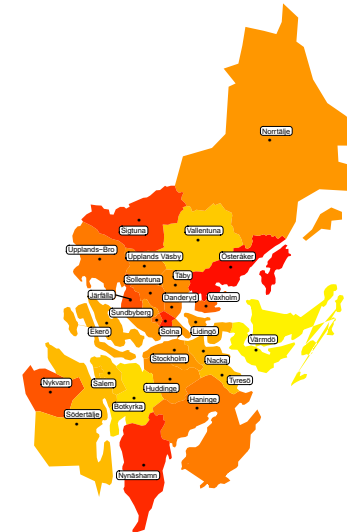 Norrtälje
Sigtuna
Vallentuna
Upplands-Bro
Upplands Väsby
Österåker
Täby
Sollentuna
Järfälla
Danderyd
Vaxholm
Sundbyberg
Ekerö
Solna
Lidingö
Värmdö
Stockholm
Nacka
Nykvarn
Salem
Huddinge
Tyresö
Botkyrka
Haninge
Södertälje
Nynäshamn